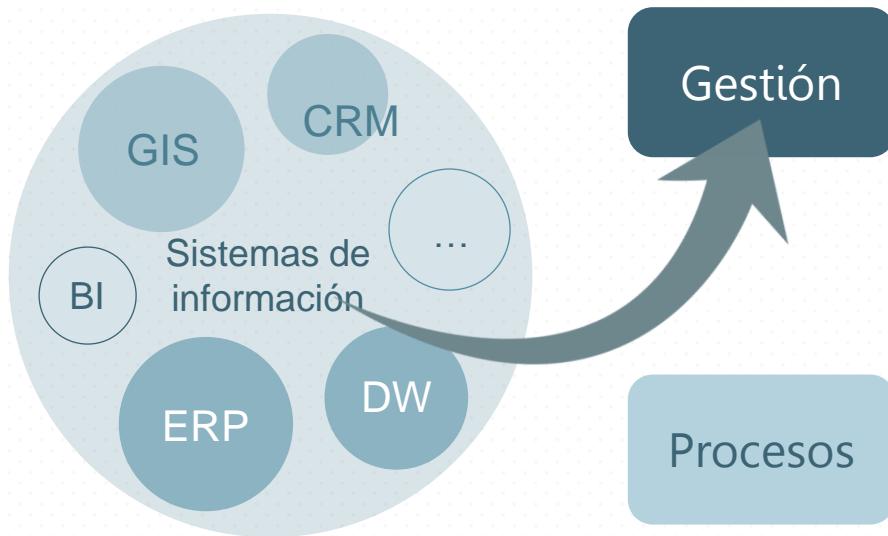 Gestión
CRM
GIS
...
Sistemas de
información
BI
DW
ERP
Procesos